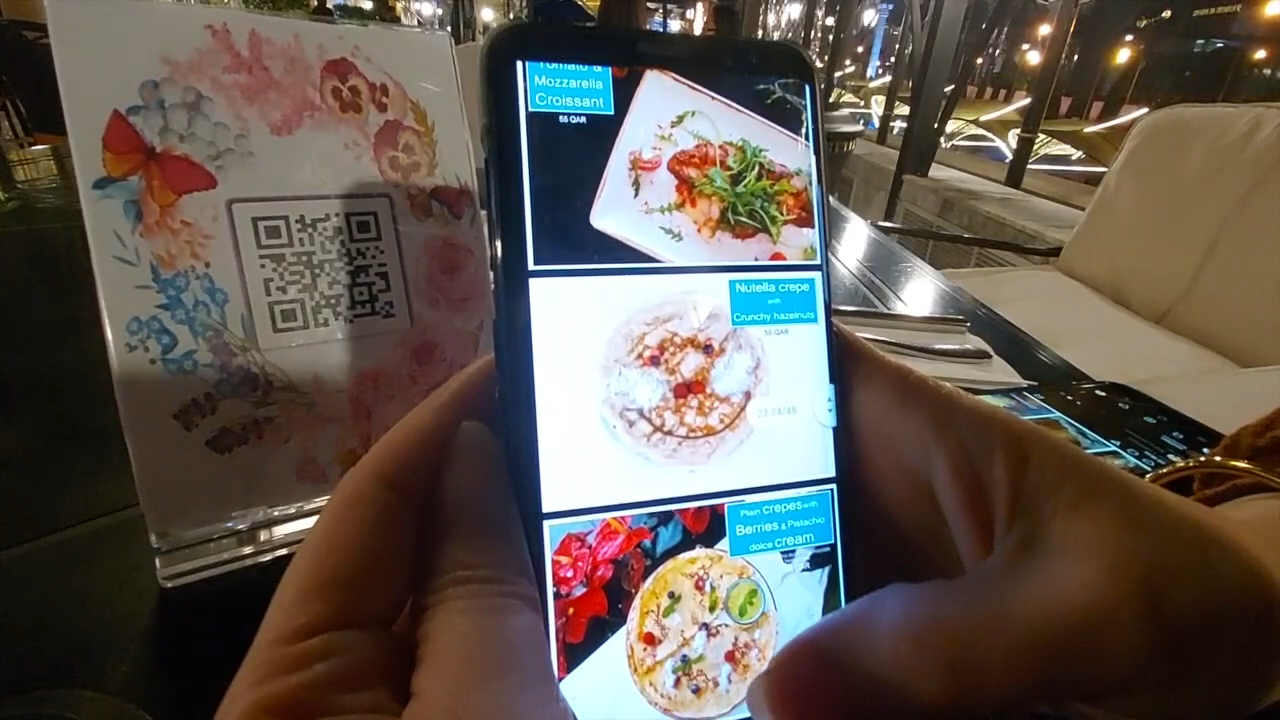 Tomato &
Mozzarella
Croissant
55 QAR
Nutella crepe
with
Crunchy hazelnuts
55 QAR
23-24/48
Plain crepes with
Berries & Pistachio
dolce cream